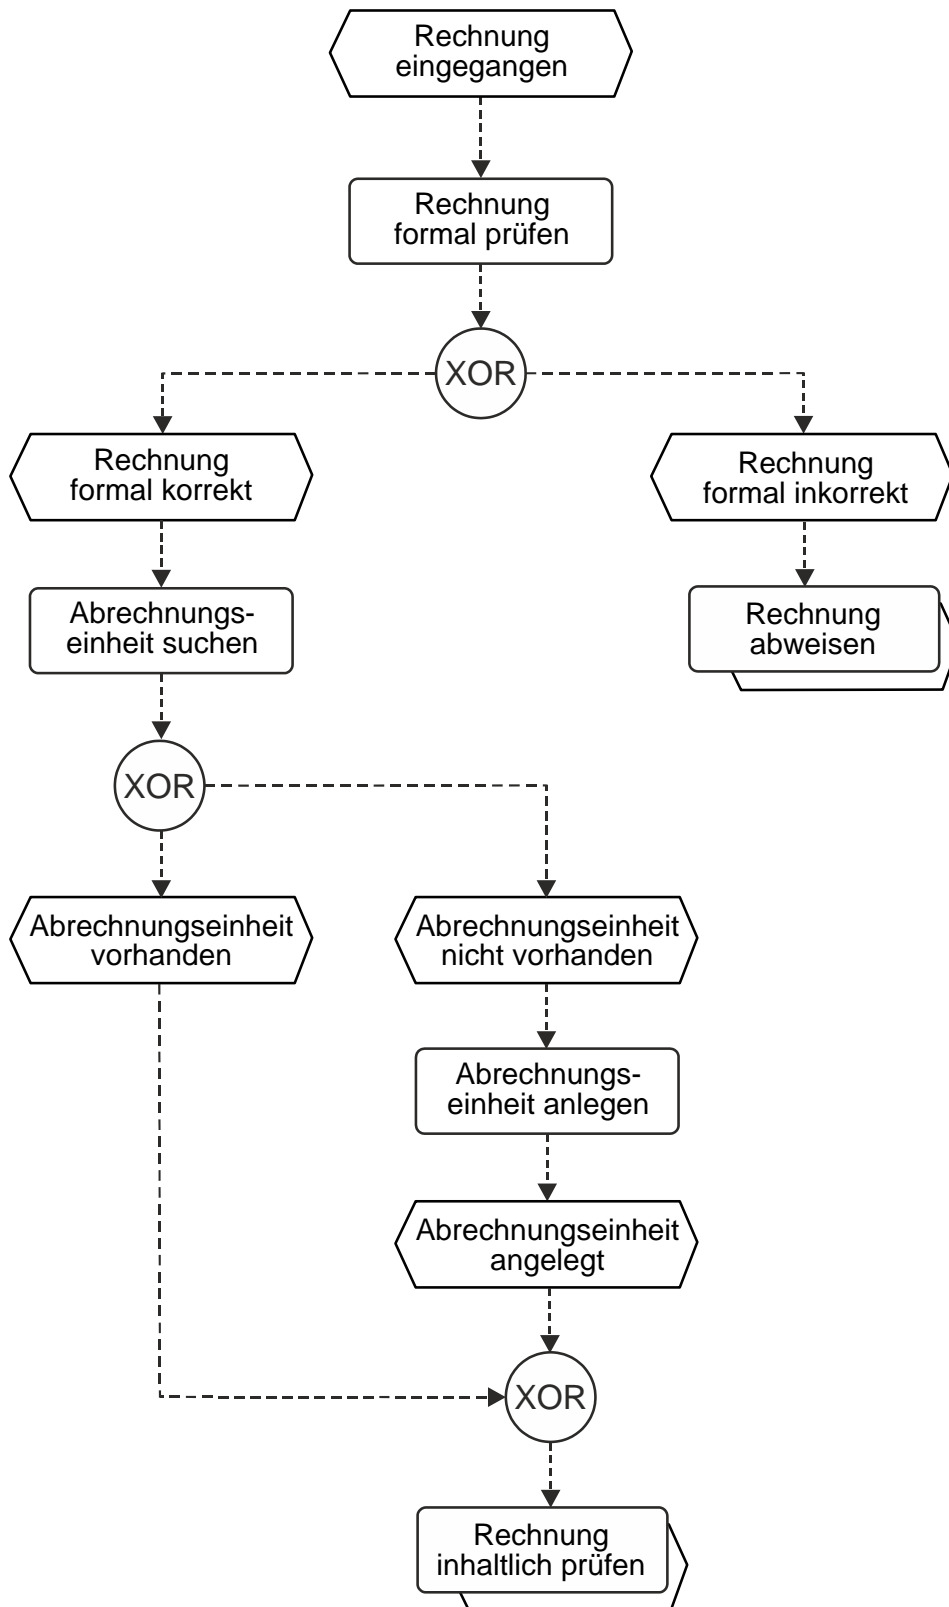 Rechnung
eingegangen
Rechnung
formal prüfen
XOR
Rechnung
formal korrekt
Rechnung
formal inkorrekt
Abrechnungs-
einheit suchen
Rechnung
abweisen
XOR
Abrechnungseinheit
vorhanden
Abrechnungseinheit
nicht vorhanden
Abrechnungs-
einheit anlegen
Abrechnungseinheit
angelegt
XOR
Rechnung
inhaltlich prüfen